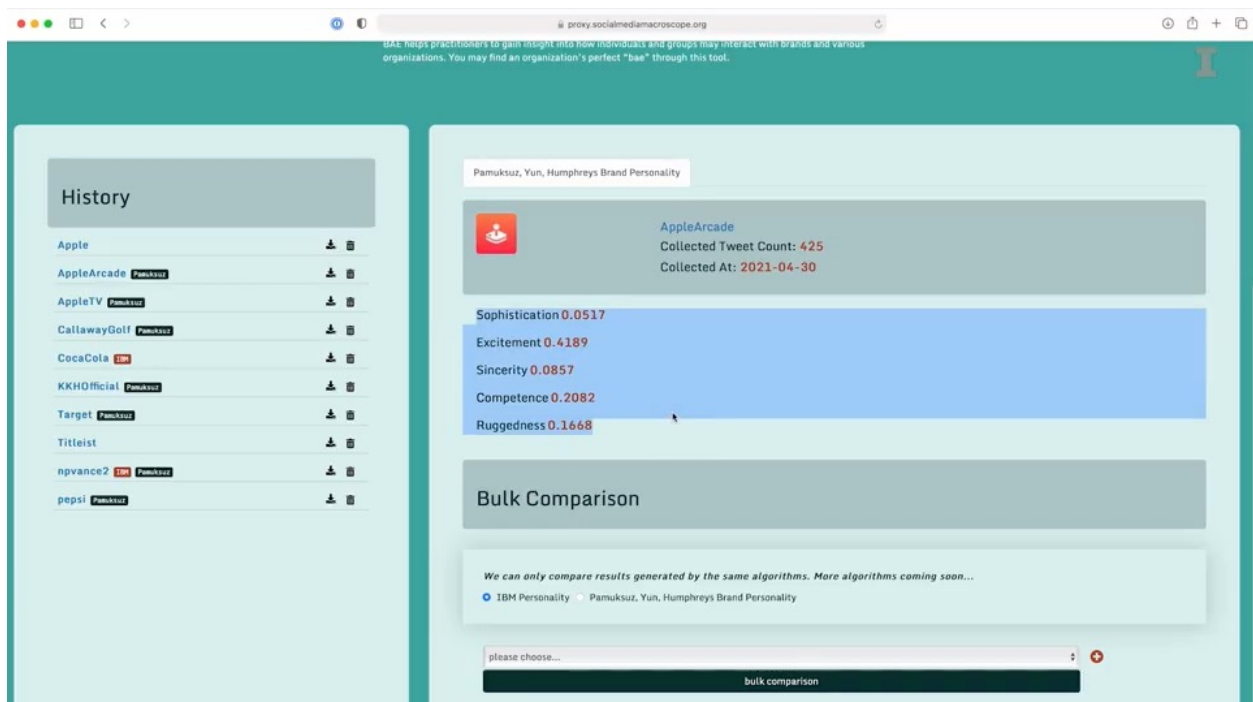 proxy.socialmediamacroscope.org
BAE helps practitioners to gain insight into how individuals and groups may interact with brands and various
organizations. You may find an organization's perfect "bae" through this tool.
I
History
Apple
AppleArcade Pamuksuz
AppleTV Pamuksuz
CallawayGolf Pamuksuz
CocaCola IBM
KKHOfficial Pamuksuz
Target Pamuksuz
Titleist
npvance2 IBM Pamuksuz
pepsi Pamuksuz
Pamuksuz, Yun, Humphreys Brand Personality
AppleArcade
Collected Tweet Count: 425
Collected At: 2021-04-30
Sophistication 0.0517
Excitement 0.4189
Sincerity 0.0857
Competence 0.2082
Ruggedness 0.1668
Bulk Comparison
We can only compare results generated by the same algorithms. More algorithms coming soon...
IBM Personality Pamuksuz, Yun, Humphreys Brand Personality
please choose...
bulk comparison